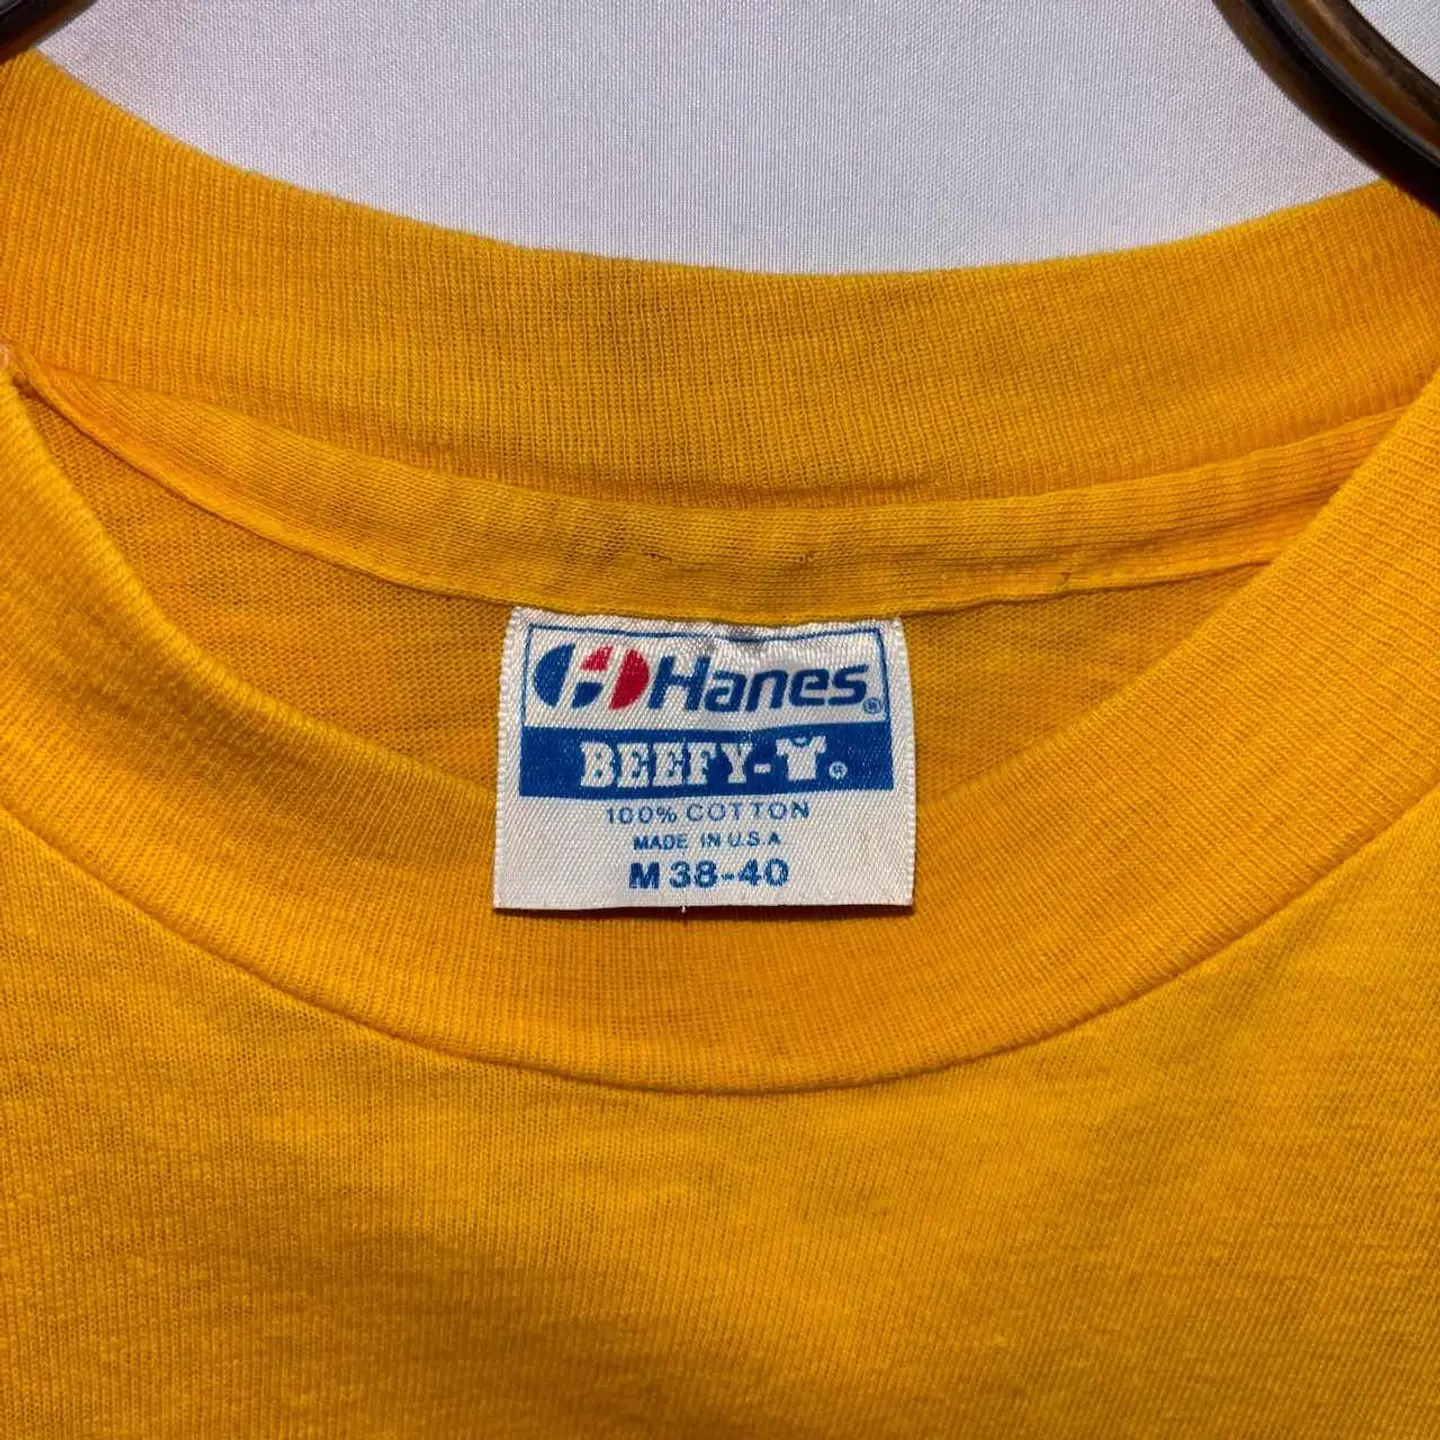 Hanes®
BEEFY-T®
100% COTTON
MADE IN U.S.A
M 38-40